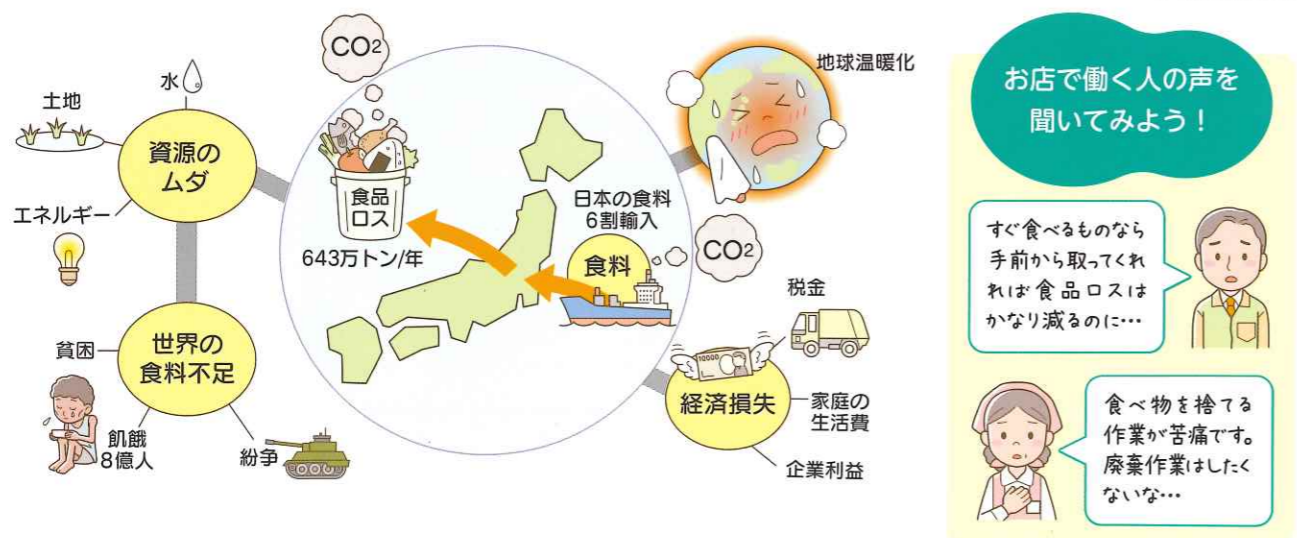 CO2
水
土地
資源の
ムダ
エネルギー
食品
ロス
643万トン/年
日本の食料
6割輸入
食料
地球温暖化
CO2
貧困
世界の
食料不足
飢餓
8億人
紛争
10000
税金
経済損失
家庭の
生活費
企業利益
お店で働く人の声を
聞いてみよう!
すぐ食べるものなら
手前から取ってくれ
れば食品ロスは
かなり減るのに…
食べ物を捨てる
作業が苦痛です。
廃棄作業はしたく
ないな…